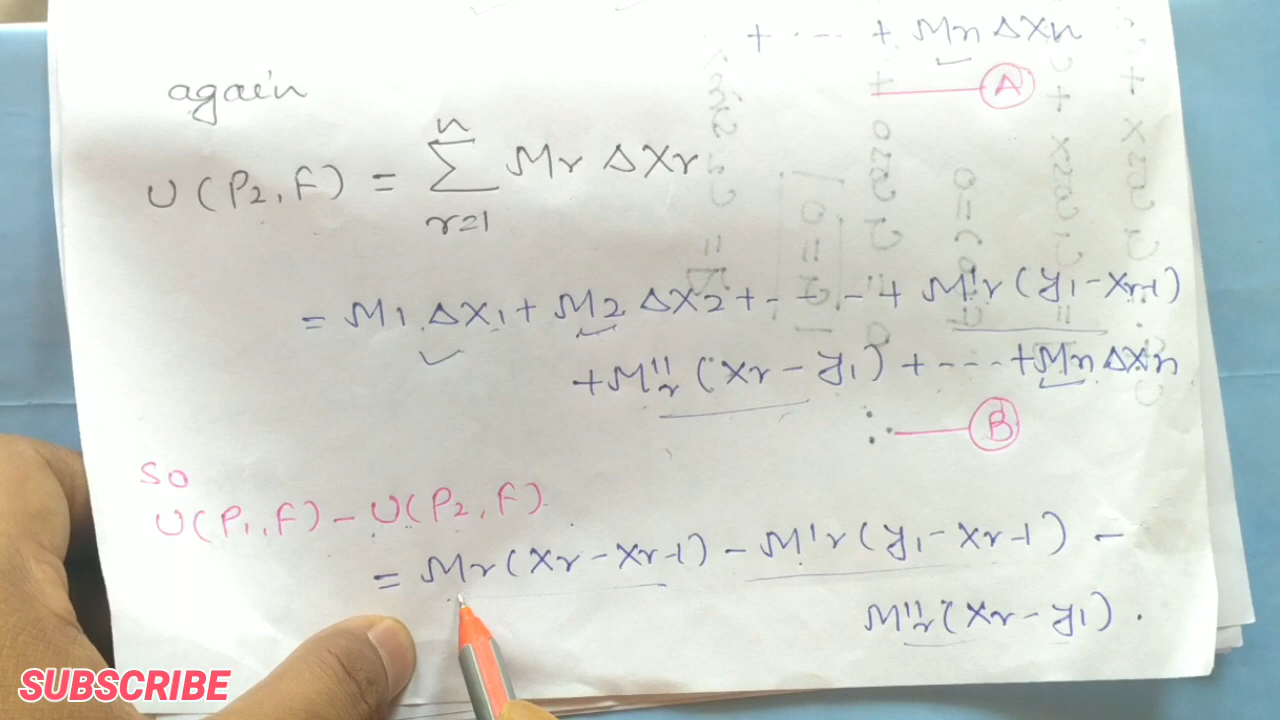 + ... + Mn ΔXn
A
again
U(P2, F) = n∑r=1 Mr ΔXr
= M1 ΔX1 + M2 ΔX2 + - - - + M'r (y1 - Xr-1)
+ M''r (Xr - y1) + - - - + Mn ΔXn
B
So
U(P1, F) - U(P2, F).
= Mr (Xr - Xr-1) - M'r (y1 - Xr-1) -
M''r (Xr - y1).
SUBSCRIBE